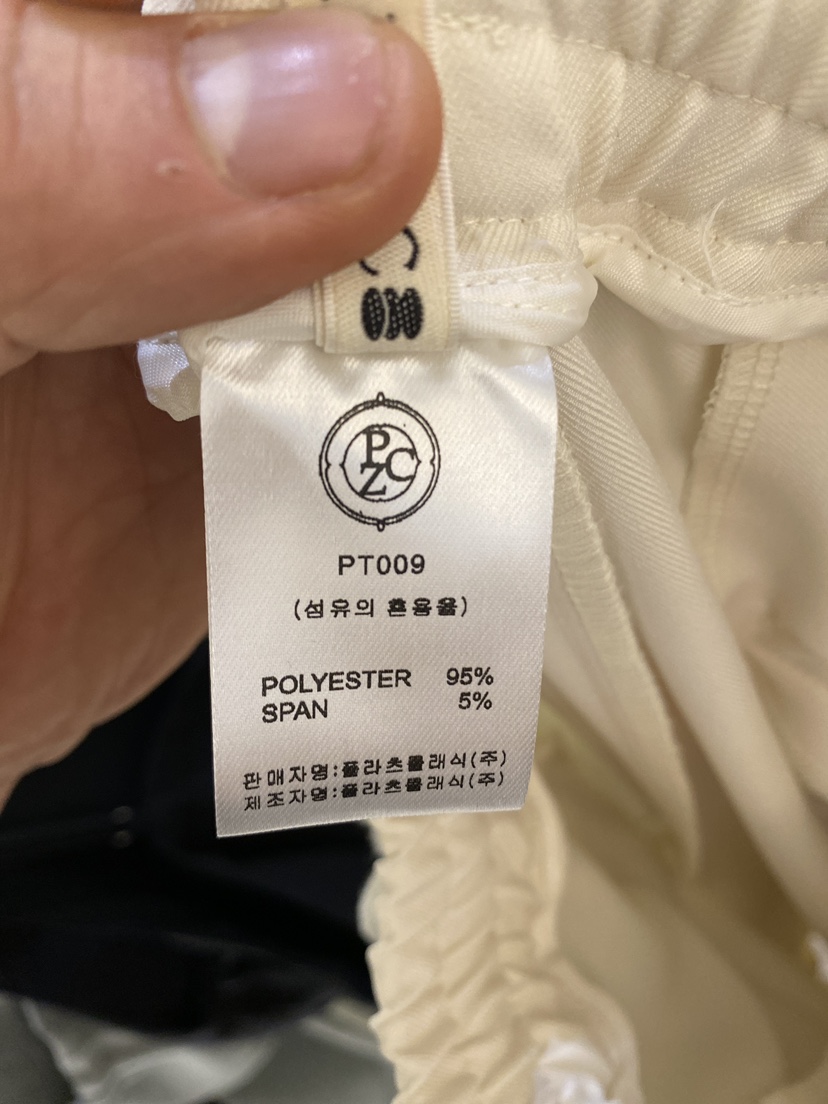 PZC
PT009
(섬유의 혼용율)
POLYESTER 95%
SPAN 5%
판매자명:플라츠클래식(주)
제조자명:플라츠클래식(주)